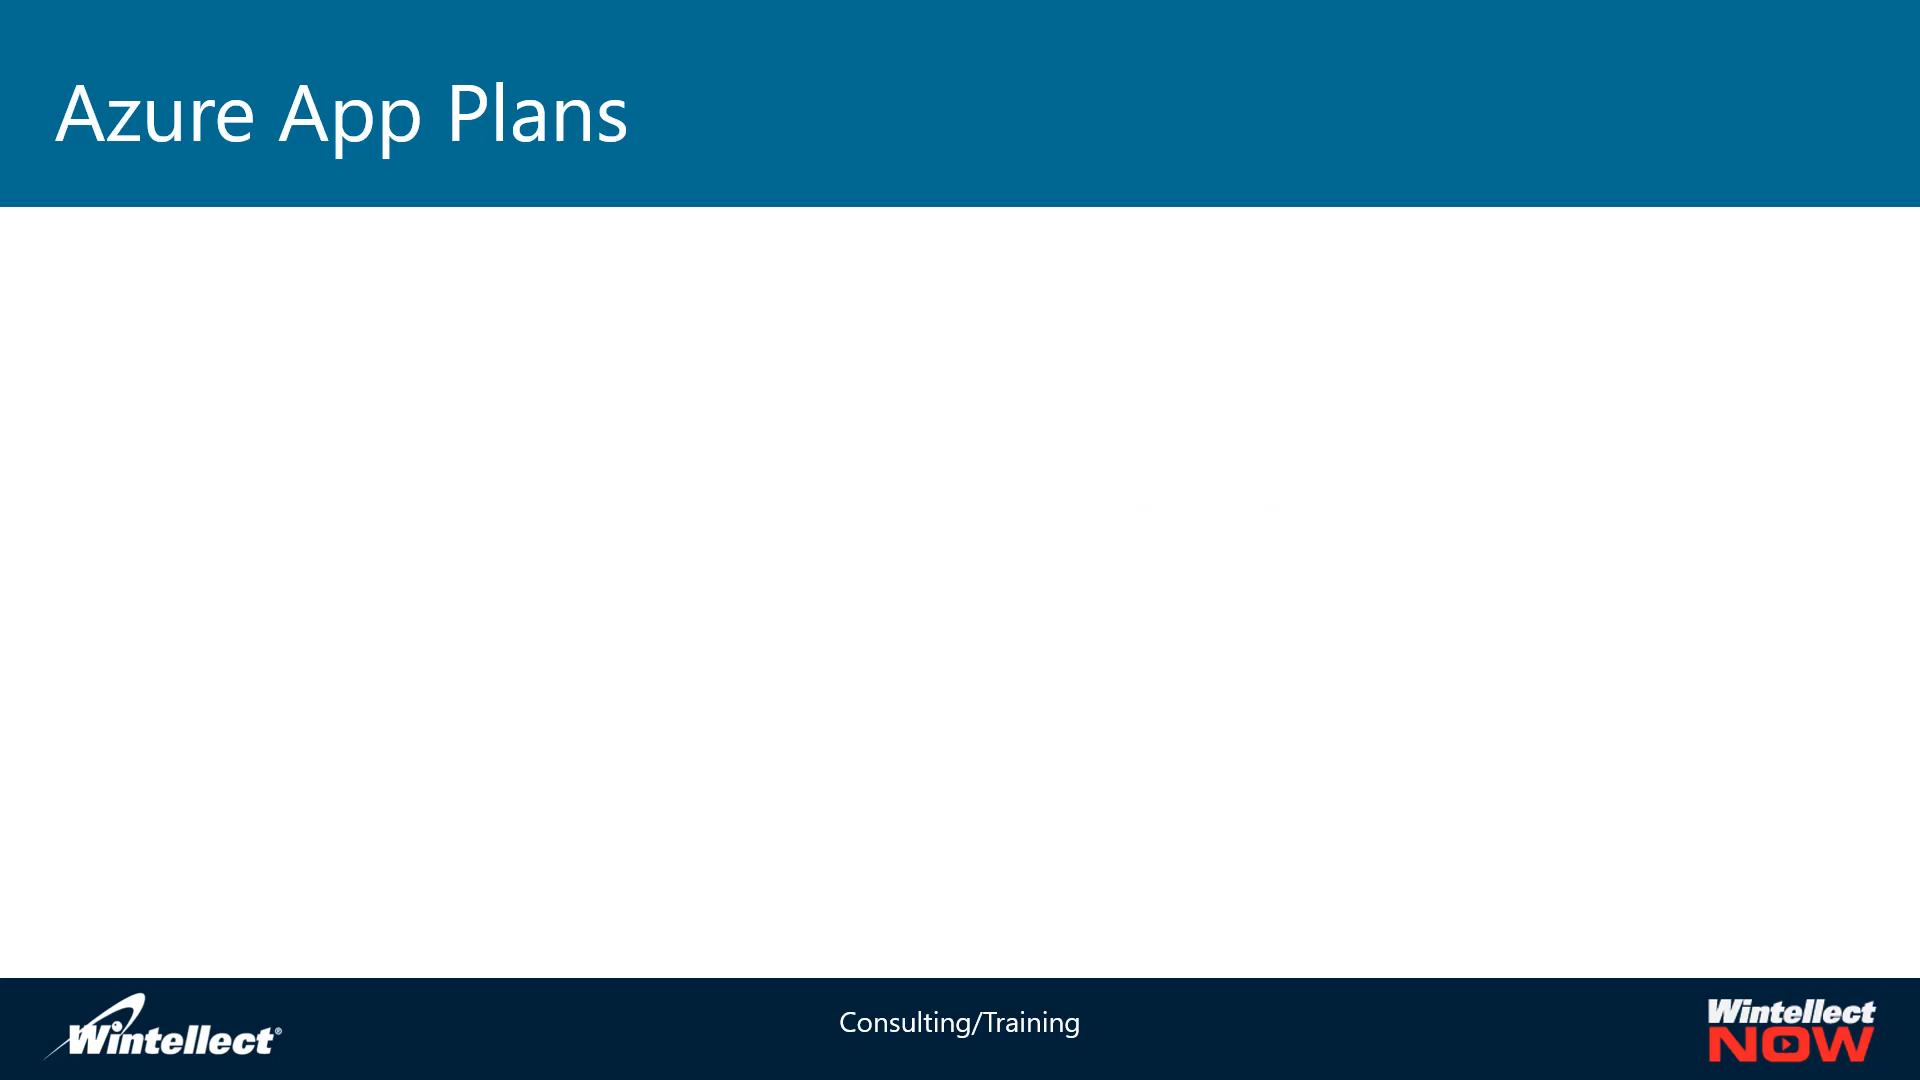 Azure App Plans
Wintellect®
Consulting/Training
Wintellect
NOW